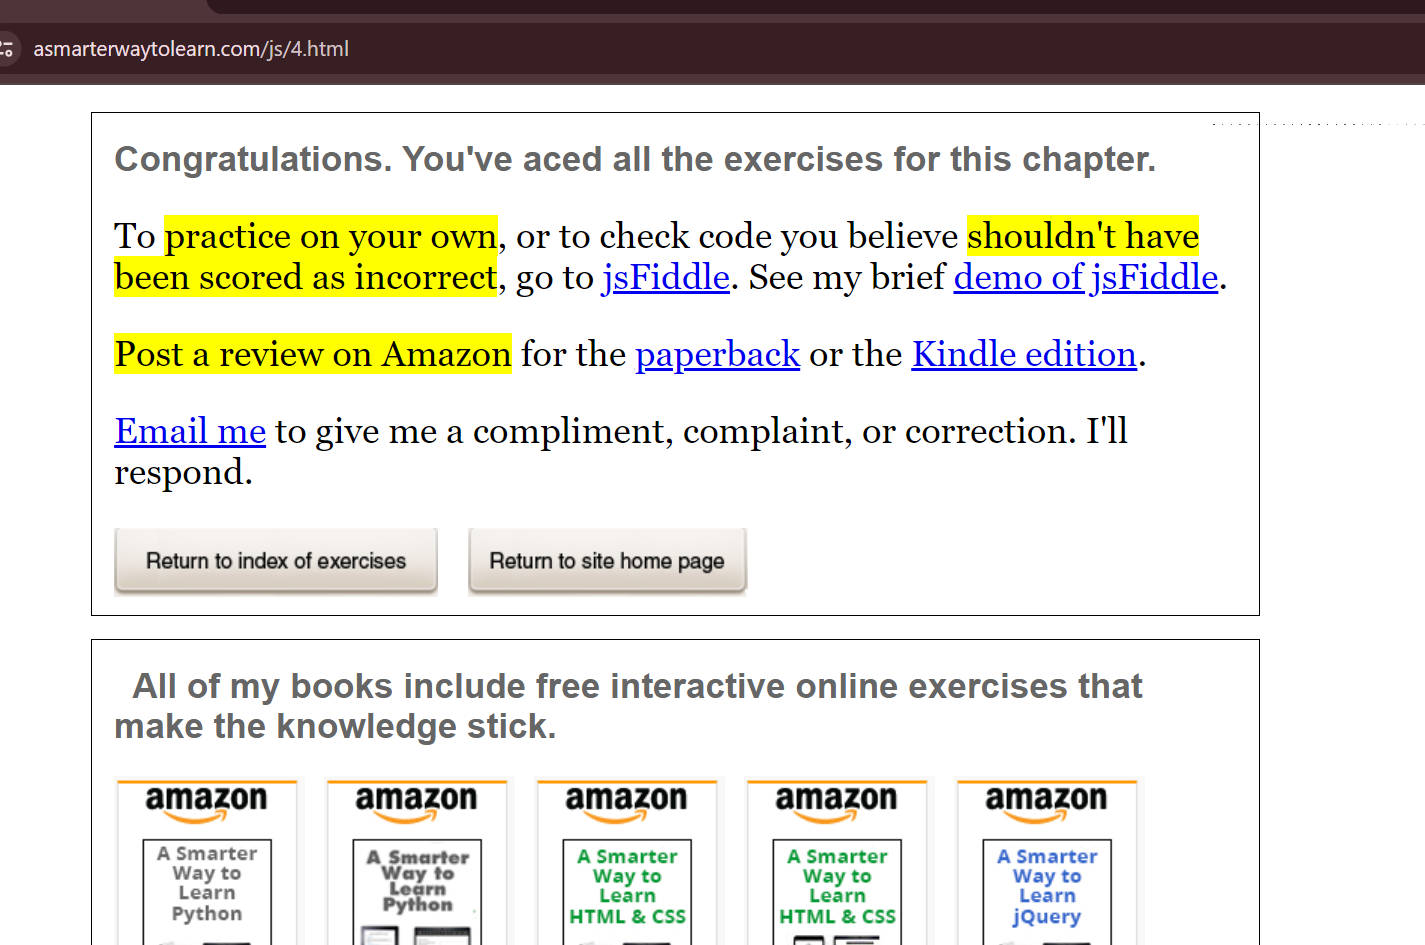 asmarterwaytolearn.com/js/4.html
Congratulations. You've aced all the exercises for this chapter.
To practice on your own, or to check code you believe shouldn't have
been scored as incorrect, go to jsFiddle. See my brief demo of jsFiddle.
Post a review on Amazon for the paperback or the Kindle edition.
Email me to give me a compliment, complaint, or correction. I'll
respond.
Return to index of exercises
Return to site home page
All of my books include free interactive online exercises that
make the knowledge stick.
amazon
A Smarter
Way to
Learn
Python
amazon
A Smarter
Way to
Learn
Python
amazon
A Smarter
Way to
Learn
HTML & CSS
amazon
A Smarter
Way to
Learn
HTML & CSS
amazon
A Smarter
Way to
Learn
jQuery